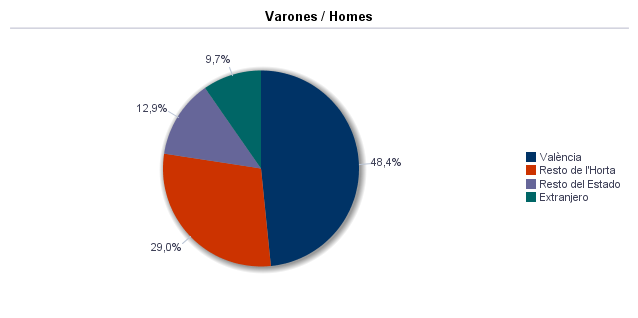 Varones / Homes
9,7%
12,9%
48,4%
29,0%
València
Resto de l'Horta
Resto del Estado
Extranjero